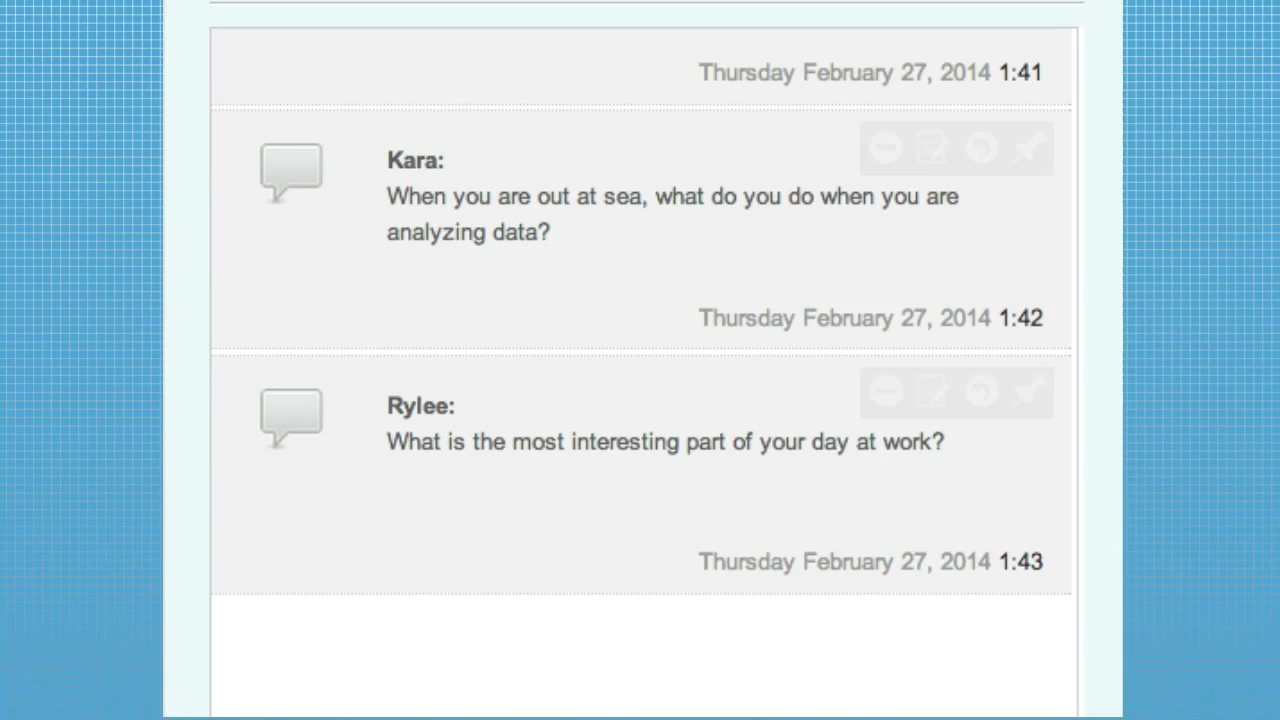 Thursday February 27, 2014 1:41
Kara:
When you are out at sea, what do you do when you are
analyzing data?
Thursday February 27, 2014 1:42
Rylee:
What is the most interesting part of your day at work?
Thursday February 27, 2014 1:43